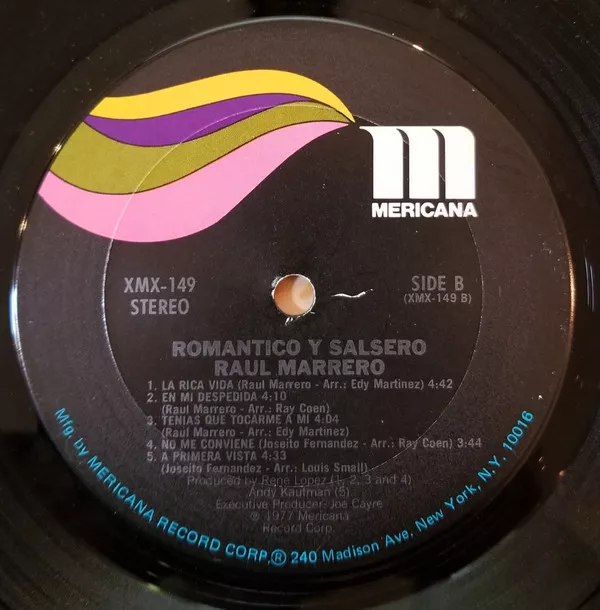 m
MERICANA
XMX-149
STEREO
SIDE B
(XMX-149 B)
ROMANTICO Y SALSERO
RAUL MARRERO
1. LA RICA VIDA (Raul Marrero - Arr.: Edy Martinez) 4:42
2. EN MI DESPEDIDA 4:10
(Raul Marrero - Arr.: Ray Coen)
3. TENIAS QUE TOCARME A MI 4:04
(Raul Marrero - Arr.: Edy Martinez)
4. NO ME CONVIENE (Joseito Fernandez - Arr.: Ray Coen) 3:44
5. A PRIMERA VISTA 4:33
(Joseito Fernandez - Arr.: Louis Small)
Produced by René Lopez (1, 2, 3 and 4)
Andy Kaufman (5)
Executive Producer: Joe Cayre
℗ 1977 Mericana
Record Corp.
Mfg. by MERICANA RECORD CORP.® 240 Madison Ave. New York, N.Y. 10016